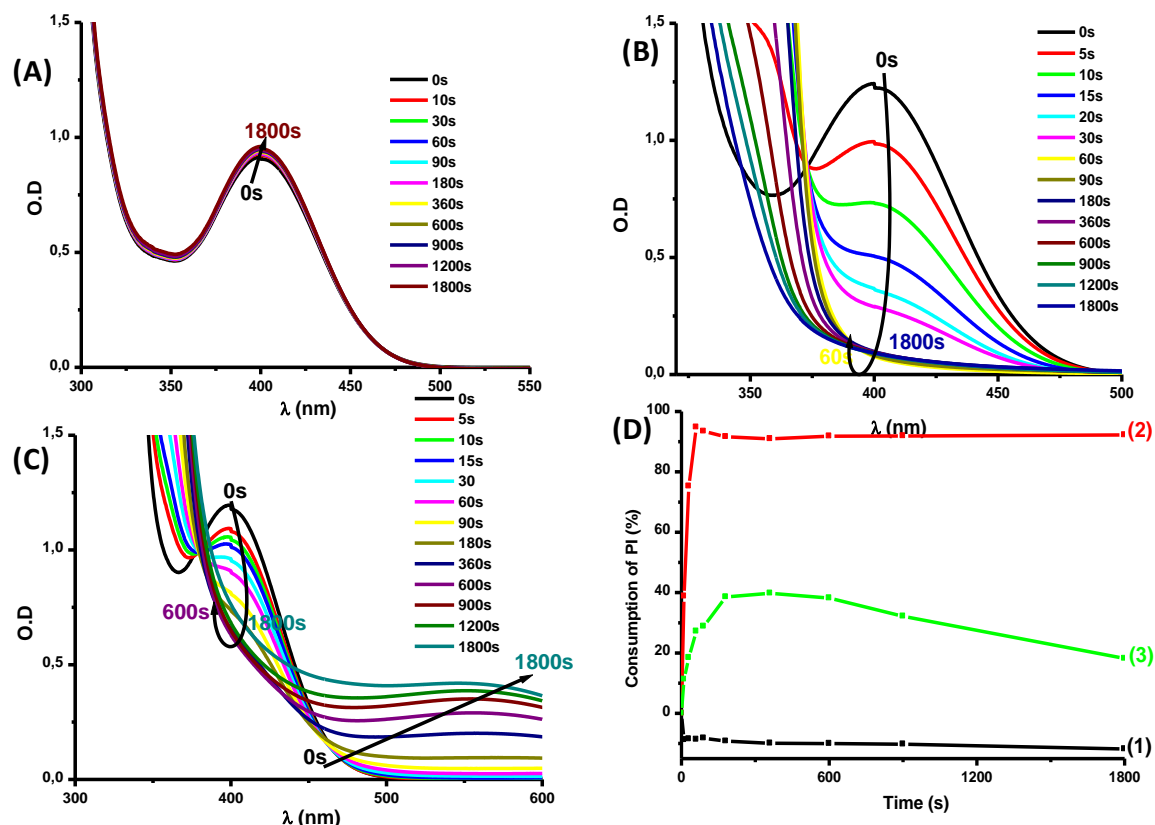 (A)
O.D
1,5
1,0
0,5
0,0
300
350
400
450
500
550
λ (nm)
1800s
0s
0s
10s
30s
60s
90s
180s
360s
600s
900s
1200s
1800s
(B)
O.D
1,5
1,0
0,5
0,0
350
400
450
500
λ (nm)
0s
60s
1800s
0s
5s
10s
15s
20s
30s
60s
90s
180s
360s
600s
900s
1200s
1800s
(C)
O.D
1,5
1,0
0,5
0,0
300
400
500
600
λ (nm)
0s
600s
1800s
1800s
0s
0s
5s
10s
15s
30
60s
90s
180s
360s
600s
900s
1200s
1800s
(D)
Consumption of PI (%)
100
80
60
40
20
0
0
600
1200
1800
Time (s)
(2)
(3)
(1)